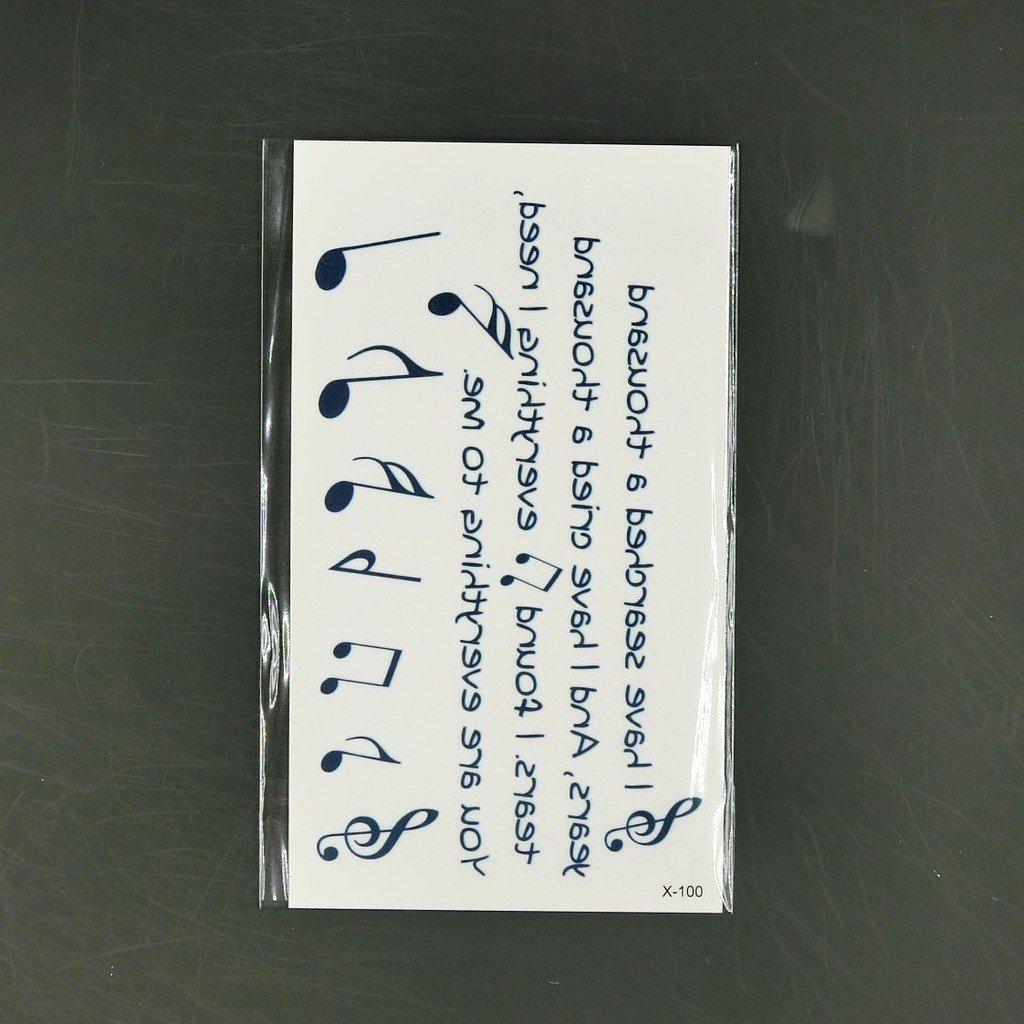 I have searched a thousand
years, And I have cried a thousand
tears. I found everything I need,
You are everything to me.
X-100